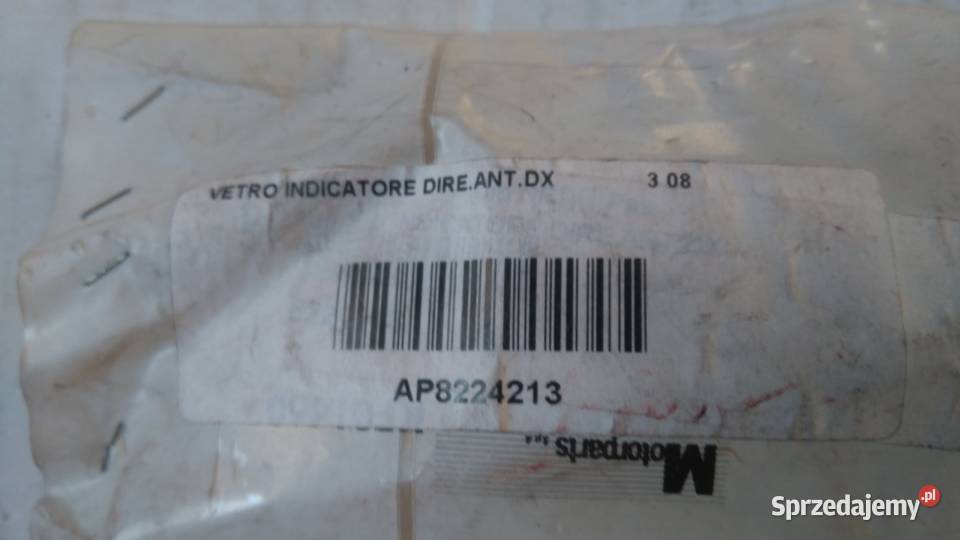 VETRO INDICATORE DIRE.ANT.DX 3 08
AP8224213
Motorparts s.p.a.
Sprzedajemy.pl